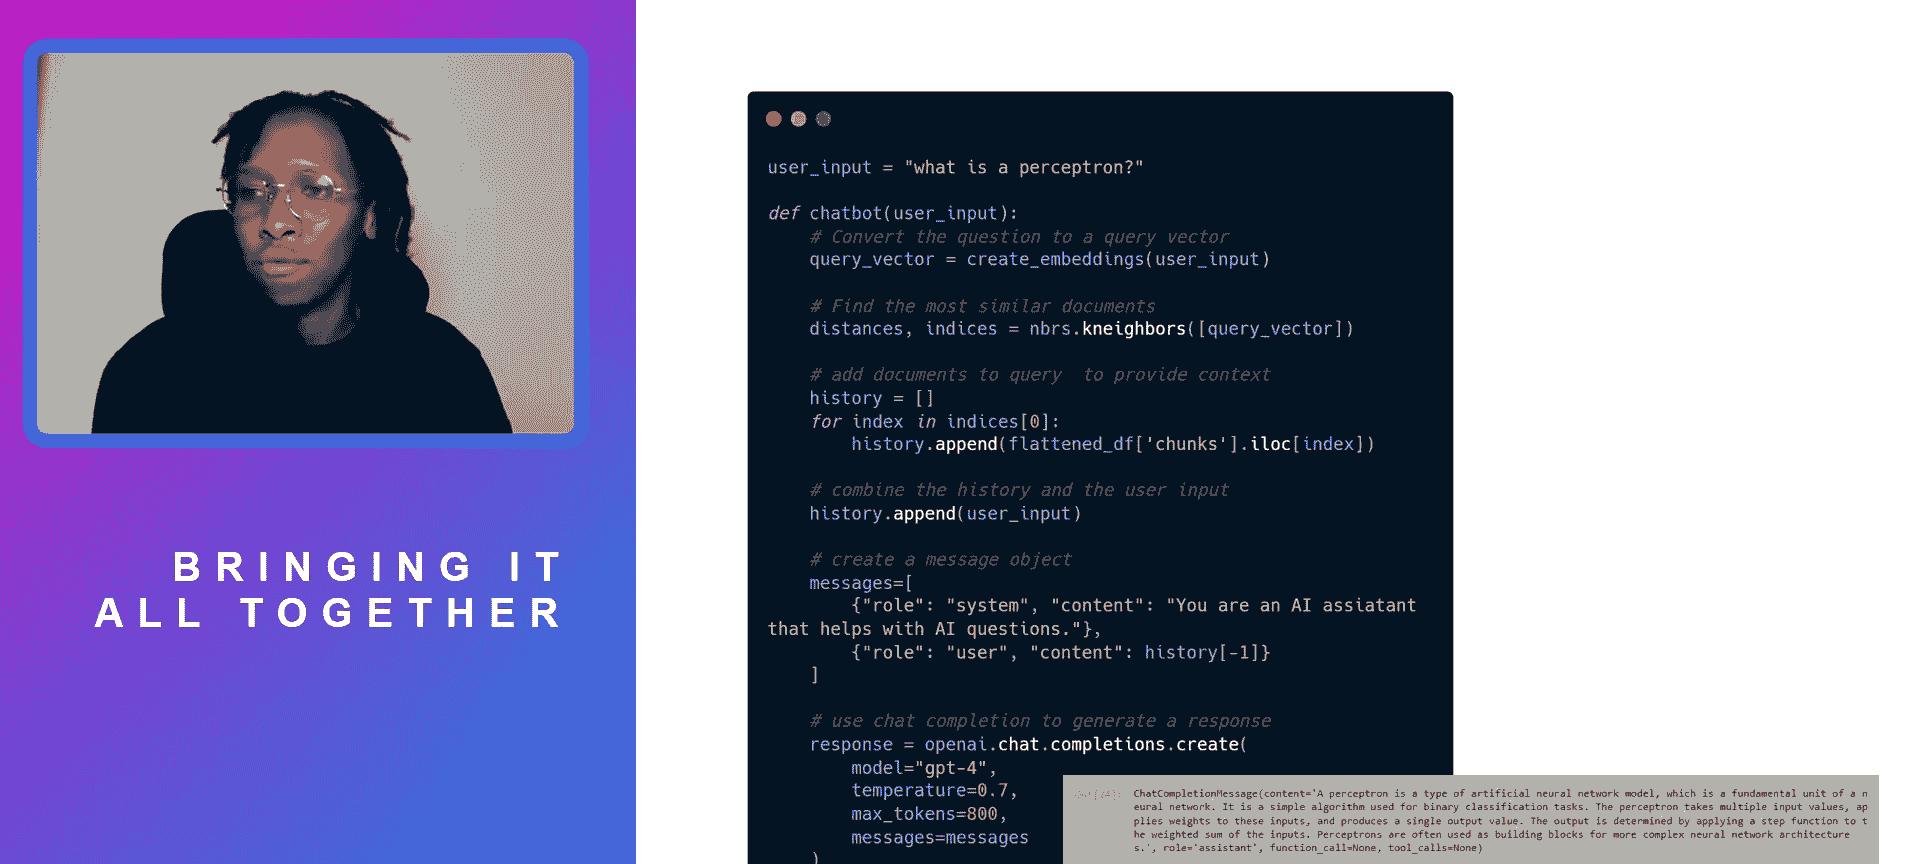 BRINGING IT
ALL TOGETHER
user_input = "what is a perceptron?"
def chatbot(user_input):
# Convert the question to a query vector
query_vector = create_embeddings(user_input)
# Find the most similar documents
distances, indices = nbrs.kneighbors([query_vector])
# add documents to query  to provide context
history = []
for index in indices[0]:
history.append(flattened_df['chunks'].iloc[index])
# combine the history and the user input
history.append(user_input)
# create a message object
messages=[
{"role": "system", "content": "You are an AI assiatant
that helps with AI questions."},
{"role": "user", "content": history[-1]}
]
# use chat completion to generate a response
response = openai.chat.completions.create(
model="gpt-4",
temperature=0.7,
max_tokens=800,
messages=messages
)
ChatCompletionMessage(content='A perceptron is a type of artificial neural network model, which is a fundamental unit of a n
eural network. It is a simple algorithm used for binary classification tasks. The perceptron takes multiple input values, ap
plies weights to these inputs, and produces a single output value. The output is determined by applying a step function to t
he weighted sum of the inputs. Perceptrons are often used as building blocks for more complex neural network architecture
s.', role='assistant', function_call=None, tool_calls=None)